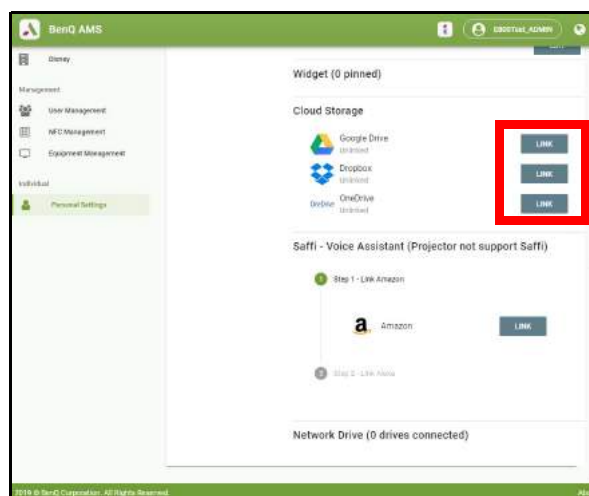 BenQ AMS
EBOOTest_ADMIN
Disney
Management
User Management
NFC Management
Equipment Management
Individual
Personal Settings
Widget (0 pinned)
Cloud Storage
Google Drive
Unlinked
LINK
Dropbox
Unlinked
LINK
OneDrive
OneDrive
Unlinked
LINK
Saffi - Voice Assistant (Projector not support Saffi)
1 Step 1 - Link Amazon
a Amazon
LINK
2 Step 2 - Link Alexa
Network Drive (0 drives connected)
2019 © BenQ Corporation. All Rights Reserved.